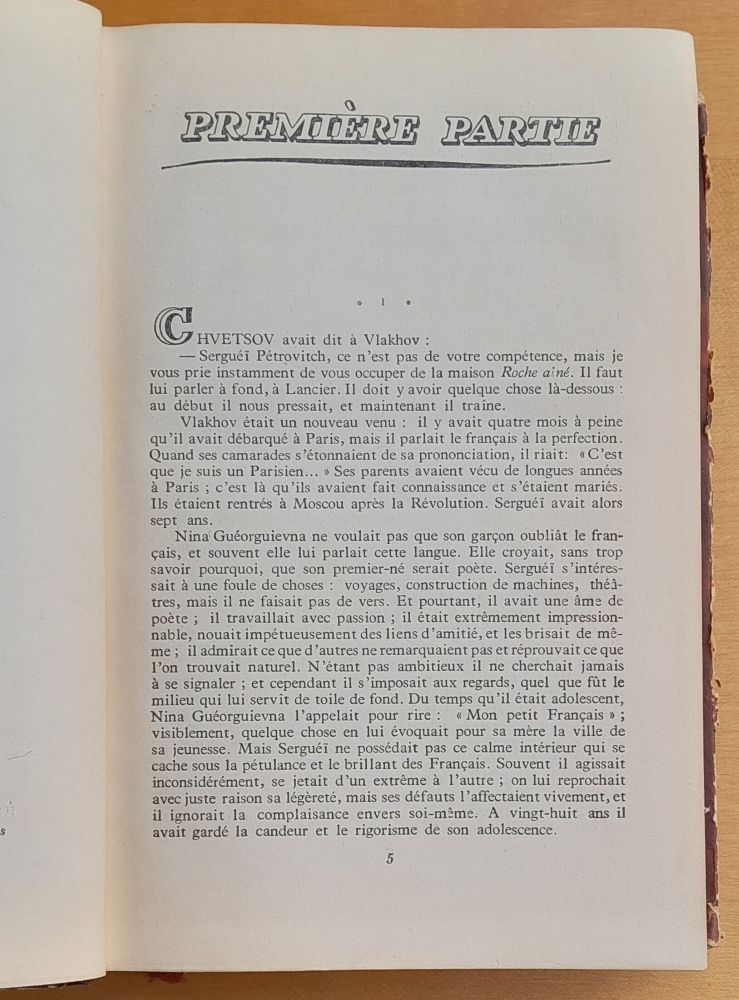 PREMIÈRE PARTIE
I
CHVETSOV avait dit à Vlakhov :
— Serguéï Pétrovitch, ce n'est pas de votre compétence, mais je
vous prie instamment de vous occuper de la maison Roche aîné. Il faut
lui parler à fond, à Lancier. Il doit y avoir quelque chose là-dessous :
au début il nous pressait, et maintenant il traîne.
Vlakhov était un nouveau venu : il y avait quatre mois à peine
qu'il avait débarqué à Paris, mais il parlait le français à la perfection.
Quand ses camarades s'étonnaient de sa prononciation, il riait: « C'est
que je suis un Parisien... » Ses parents avaient vécu de longues années
à Paris ; c'est là qu'ils avaient fait connaissance et s'étaient mariés.
Ils étaient rentrés à Moscou après la Révolution. Serguéï avait alors
sept ans.
Nina Guéorguievna ne voulait pas que son garçon oubliât le fran-
çais, et souvent elle lui parlait cette langue. Elle croyait, sans trop
savoir pourquoi, que son premier-né serait poète. Serguéï s'intéres-
sait à une foule de choses : voyages, construction de machines, théâ-
tres, mais il ne faisait pas de vers. Et pourtant, il avait une âme de
poète ; il travaillait avec passion ; il était extrêmement impression-
nable, nouait impétueusement des liens d'amitié, et les brisait de mê-
me ; il admirait ce que d'autres ne remarquaient pas et réprouvait ce que
l'on trouvait naturel. N'étant pas ambitieux il ne cherchait jamais
à se signaler ; et cependant il s'imposait aux regards, quel que fût le
milieu qui lui servît de toile de fond. Du temps qu'il était adolescent,
Nina Guéorguievna l'appelait pour rire : « Mon petit Français » ;
visiblement, quelque chose en lui évoquait pour sa mère la ville de
sa jeunesse. Mais Serguéï ne possédait pas ce calme intérieur qui se
cache sous la pétulance et le brillant des Français. Souvent il agissait
inconsidérément, se jetait d'un extrême à l'autre ; on lui reprochait
avec juste raison sa légèreté, mais ses défauts l'affectaient vivement, et
il ignorait la complaisance envers soi-même. A vingt-huit ans il
avait gardé la candeur et le rigorisme de son adolescence.
5